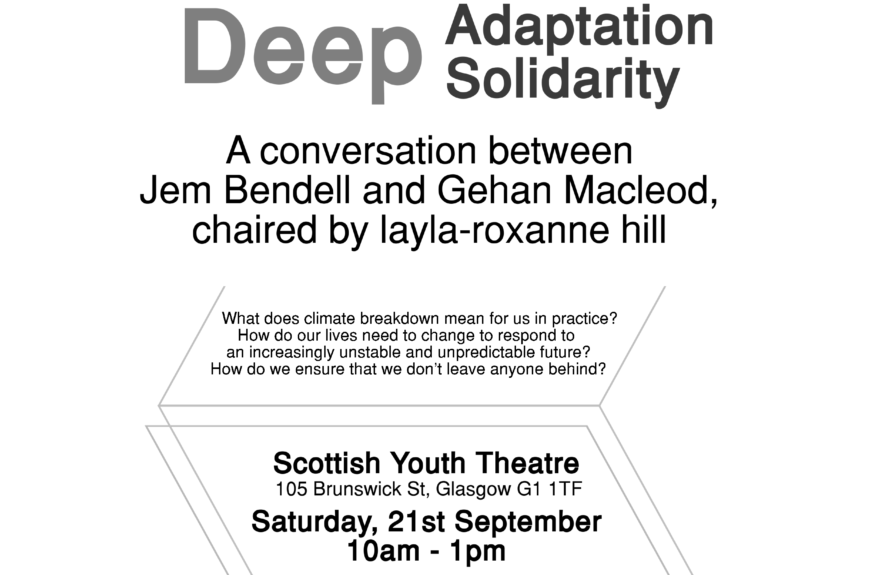 Deep Adaptation
Solidarity
A conversation between
Jem Bendell and Gehan Macleod,
chaired by layla-roxanne hill
What does climate breakdown mean for us in practice?
How do our lives need to change to respond to
an increasingly unstable and unpredictable future?
How do we ensure that we don't leave anyone behind?
Scottish Youth Theatre
105 Brunswick St, Glasgow G1 1TF
Saturday, 21st September
10am - 1pm